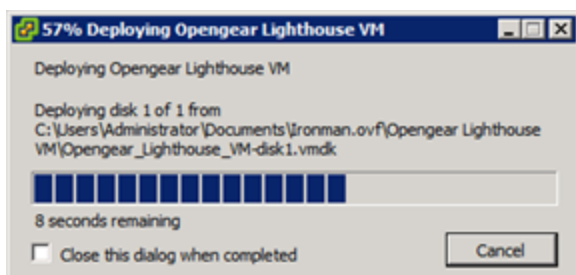 57% Deploying Opengear Lighthouse VM
Deploying Opengear Lighthouse VM
Deploying disk 1 of 1 from
C:\Users\Administrator\Documents\Ironman.ovf\Opengear Lighthouse
VM\Opengear_Lighthouse_VM-disk1.vmdk
8 seconds remaining
Close this dialog when completed
Cancel